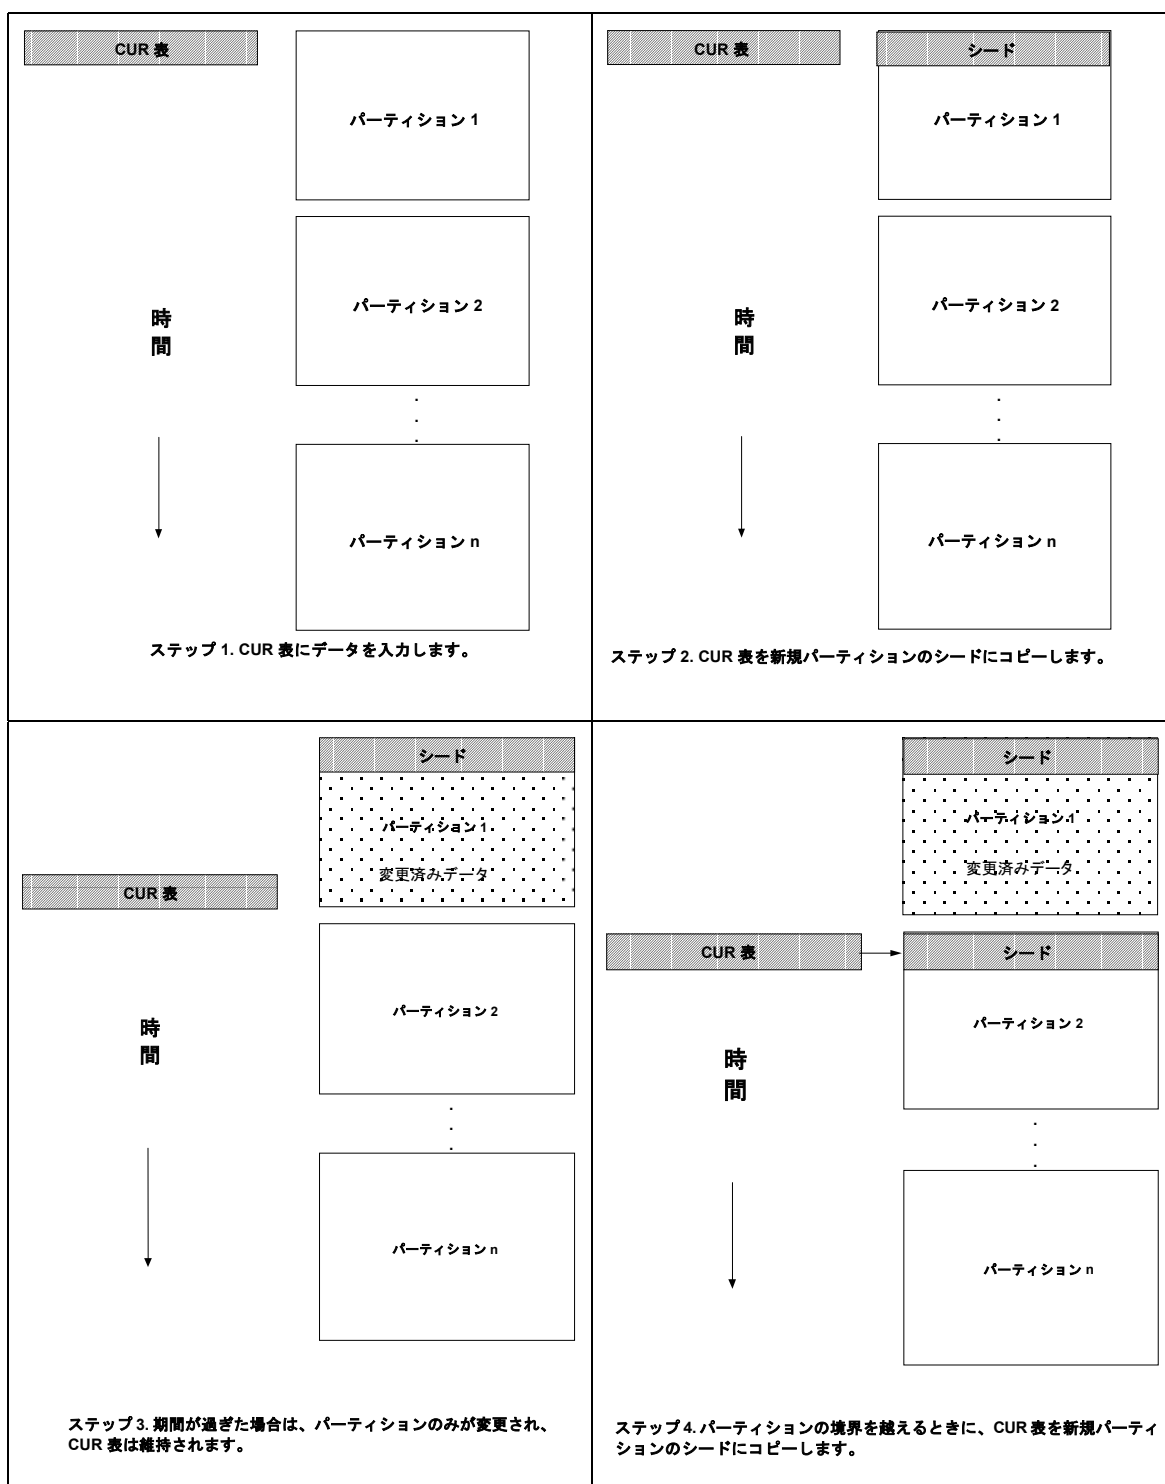 CUR 表
パーティション 1
パーティション 2
時
間
.
.
.
パーティション n
ステップ 1. CUR 表にデータを入力します。
CUR 表
シード
パーティション 1
パーティション 2
時
間
.
.
.
パーティション n
ステップ 2. CUR 表を新規パーティションのシードにコピーします。
シード
パーティション 1
変更済みデータ
CUR 表
パーティション 2
時
間
.
.
.
パーティション n
ステップ 3. 期間が過ぎた場合は、パーティションのみが変更され、
CUR 表は維持されます。
シード
パーティション 1
変更済みデータ
CUR 表
シード
パーティション 2
時
間
.
.
.
パーティション n
ステップ 4. パーティションの境界を越えるときに、CUR 表を新規パーティ
ションのシードにコピーします。